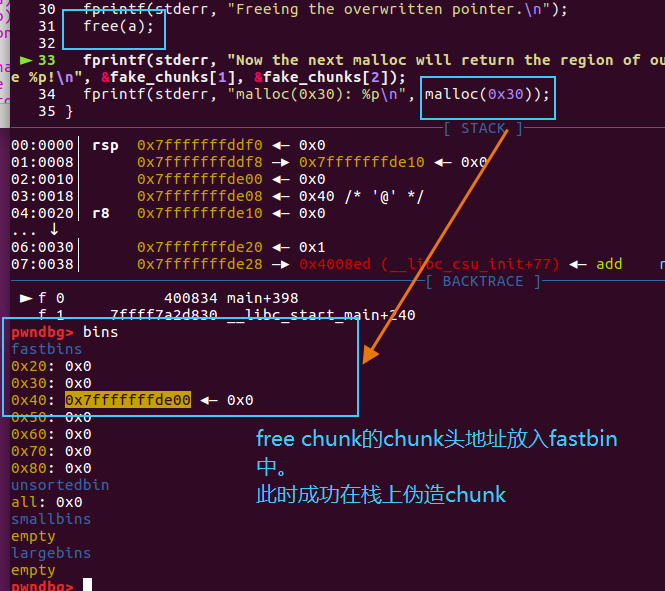 30 fprintf(stderr, "Freeing the overwritten pointer.\n");
31 free(a);
32
► 33 fprintf(stderr, "Now the next malloc will return the region of ou
e %p!\n", &fake_chunks[1], &fake_chunks[2]);
34 fprintf(stderr, "malloc(0x30): %p\n", malloc(0x30));
35 }
[ STACK ]
00:0000│ rsp 0x7fffffffddf0 ◂— 0x0
01:0008│ 0x7fffffffddf8 —▸ 0x7fffffffde10 ◂— 0x0
02:0010│ 0x7fffffffde00 ◂— 0x0
03:0018│ 0x7fffffffde08 ◂— 0x40 /* '@' */
04:0020│ r8 0x7fffffffde10 ◂— 0x0
... ↓
06:0030│ 0x7fffffffde20 ◂— 0x1
07:0038│ 0x7fffffffde28 —▸ 0x4008ed (__libc_csu_init+77) ◂— add
[ BACKTRACE ]
► f 0 400834 main+398
f 1 7ffff7a2d830 __libc_start_main+240
pwndbg> bins
fastbins
0x20: 0x0
0x30: 0x0
0x40: 0x7fffffffde00 ◂— 0x0
0x50: 0x0
0x60: 0x0
0x70: 0x0
0x80: 0x0
unsortedbin
all: 0x0
smallbins
empty
largebins
empty
pwndbg>
free chunk的chunk头地址放入fastbin
中。
此时成功在栈上伪造chunk